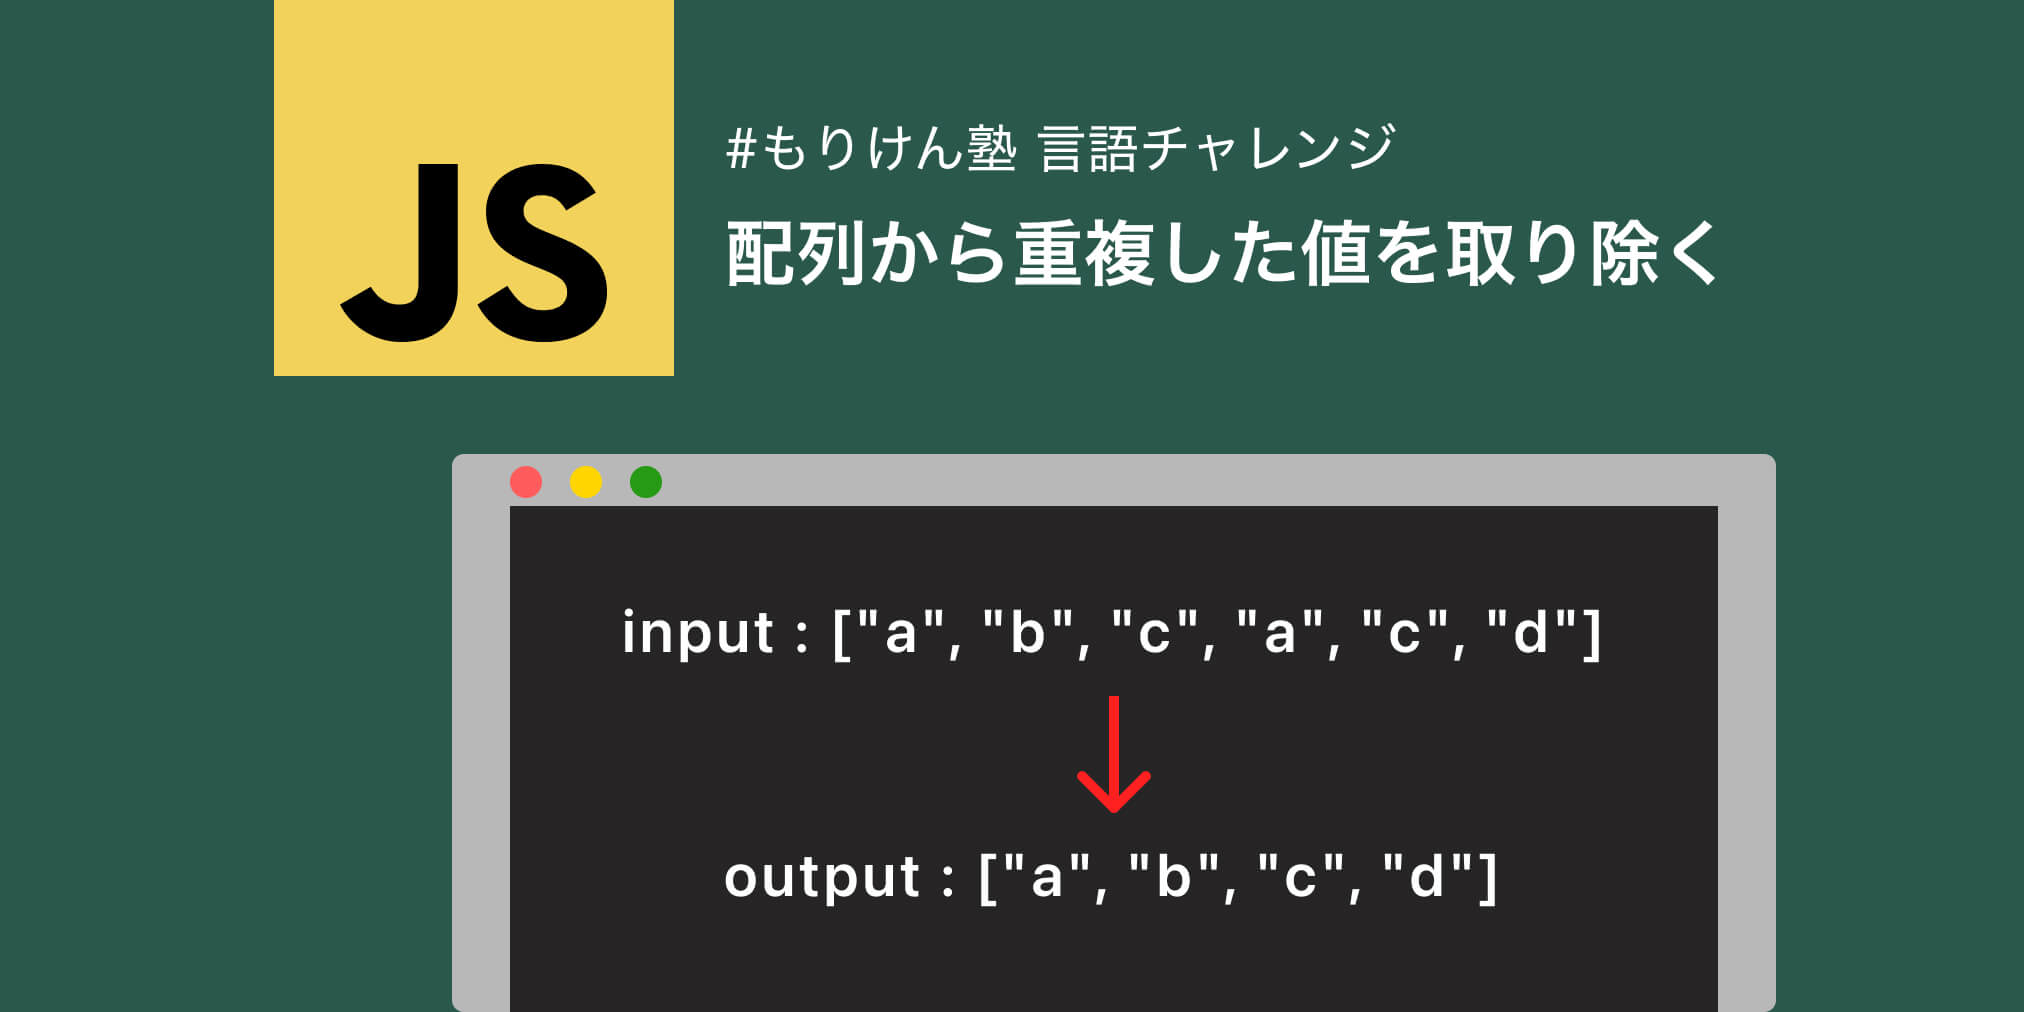 JS
#もりけん塾 言語チャレンジ
配列から重複した値を取り除く
input : ["a", "b", "c", "a", "c", "d"]
output : ["a", "b", "c", "d"]